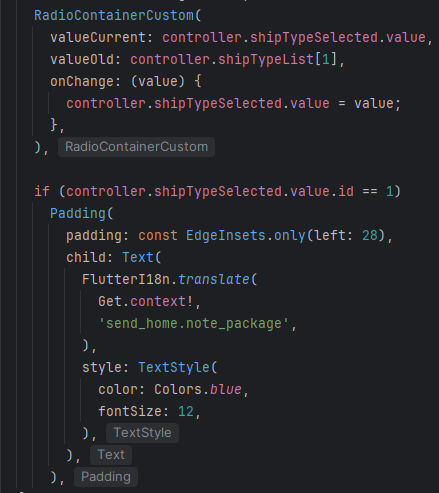 RadioContainerCustom(
valueCurrent: controller.shipTypeSelected.value,
valueOld: controller.shipTypeList[1],
onChange: (value) {
controller.shipTypeSelected.value = value;
},
), RadioContainerCustom
if (controller.shipTypeSelected.value.id == 1)
Padding(
padding: const EdgeInsets.only(left: 28),
child: Text(
FlutterI18n.translate(
Get.context!,
'send_home.note_package',
),
style: TextStyle(
color: Colors.blue,
fontSize: 12,
), TextStyle
), Text
), Padding